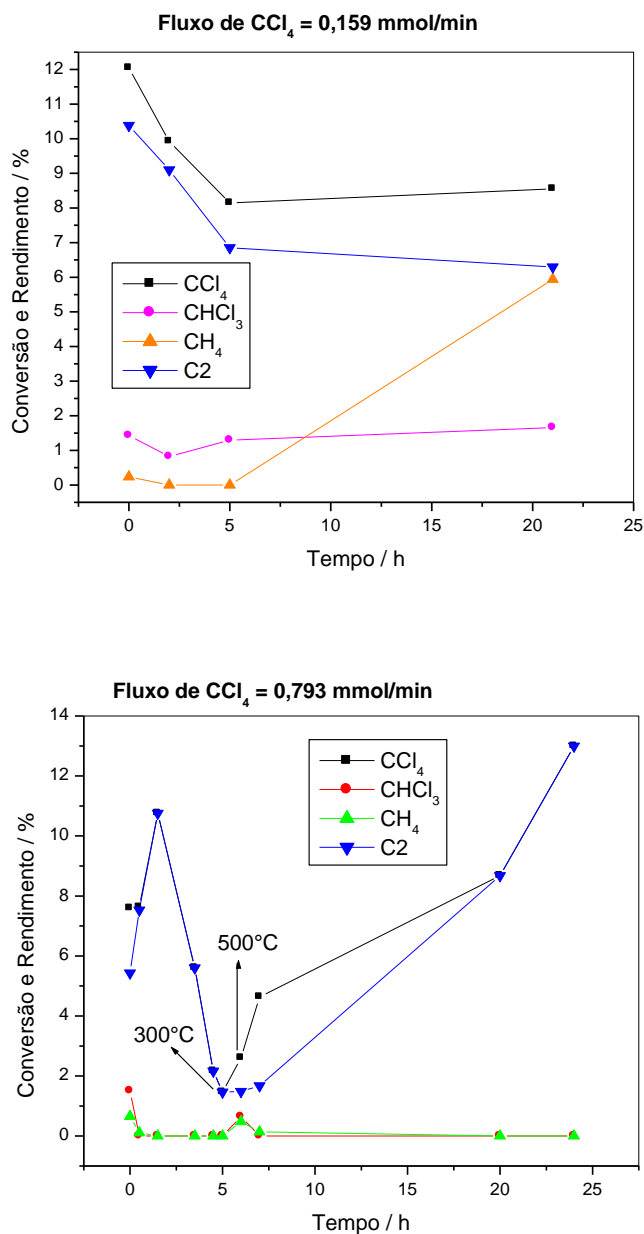 Fluxo de CCl₄ = 0,159 mmol/min
12
11
10
9
8
7
6
5
4
3
2
1
0
Conversão e Rendimento / %
CCl₄
CHCl₃
CH₄
C2
0 5 10 15 20 25
Tempo / h
Fluxo de CCl₄ = 0,793 mmol/min
14
12
10
8
6
4
2
0
Conversão e Rendimento / %
CCl₄
CHCl₃
CH₄
C2
500°C
300°C
0 5 10 15 20 25
Tempo / h